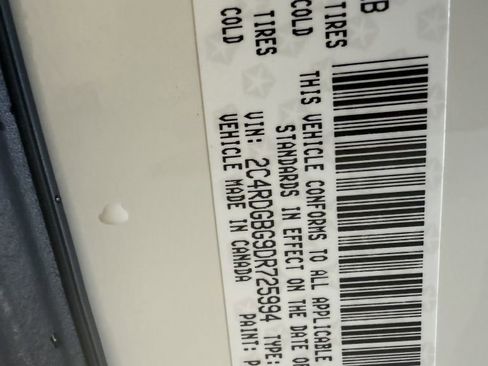 TIRES
COLD
TIRES
COLD
THIS VEHICLE CONFORMS TO ALL APPLICABLE
STANDARDS IN EFFECT ON THE DATE OF
VIN: 2C4RDGBG9DR725994 TYPE:
VEHICLE MADE IN CANADA PAINT: